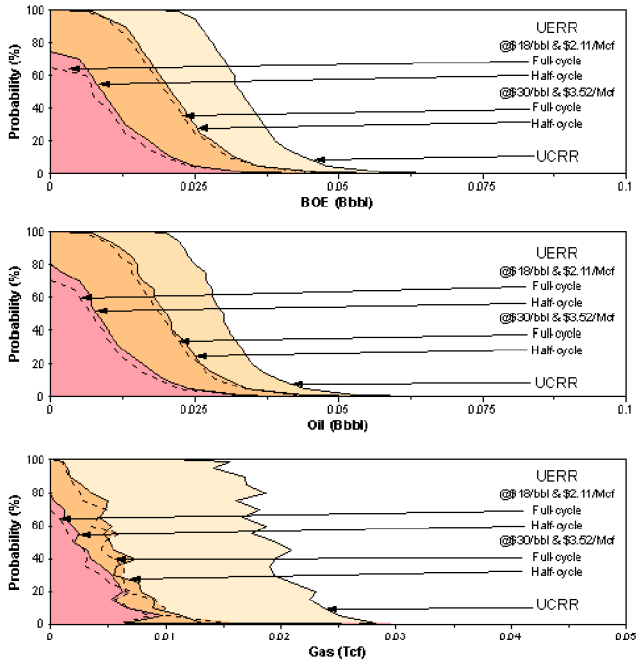 100
80
60
40
20
0
Probability (%)
UERR
@$18/bbl & $2.11/Mcf
Full-cycle
Half-cycle
@$30/bbl & $3.52/Mcf
Full-cycle
Half-cycle
UCRR
0
0.025
0.05
0.075
0.1
BOE (Bbbl)
100
80
60
40
20
0
Probability (%)
UERR
@$18/bbl & $2.11/Mcf
Full-cycle
Half-cycle
@$30/bbl & $3.52/Mcf
Full-cycle
Half-cycle
UCRR
0
0.025
0.05
0.075
0.1
Oil (Bbbl)
100
80
60
40
20
0
Probability (%)
UERR
@$18/bbl & $2.11/Mcf
Full-cycle
Half-cycle
@$30/bbl & $3.52/Mcf
Full-cycle
Half-cycle
UCRR
0
0.01
0.02
0.03
0.04
0.05
Gas (Tcf)